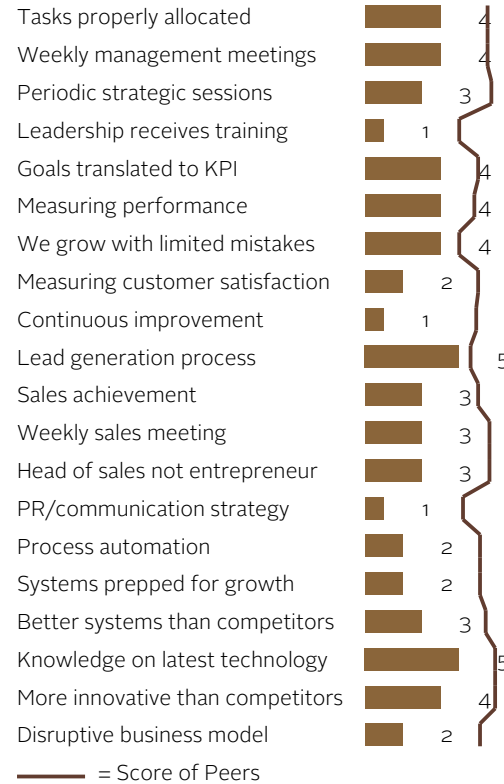 Tasks properly allocated 4
Weekly management meetings 4
Periodic strategic sessions 3
Leadership receives training 1
Goals translated to KPI 4
Measuring performance 4
We grow with limited mistakes 4
Measuring customer satisfaction 2
Continuous improvement 1
Lead generation process 5
Sales achievement 3
Weekly sales meeting 3
Head of sales not entrepreneur 3
PR/communication strategy 1
Process automation 2
Systems prepped for growth 2
Better systems than competitors 3
Knowledge on latest technology 5
More innovative than competitors 4
Disruptive business model 2
= Score of Peers